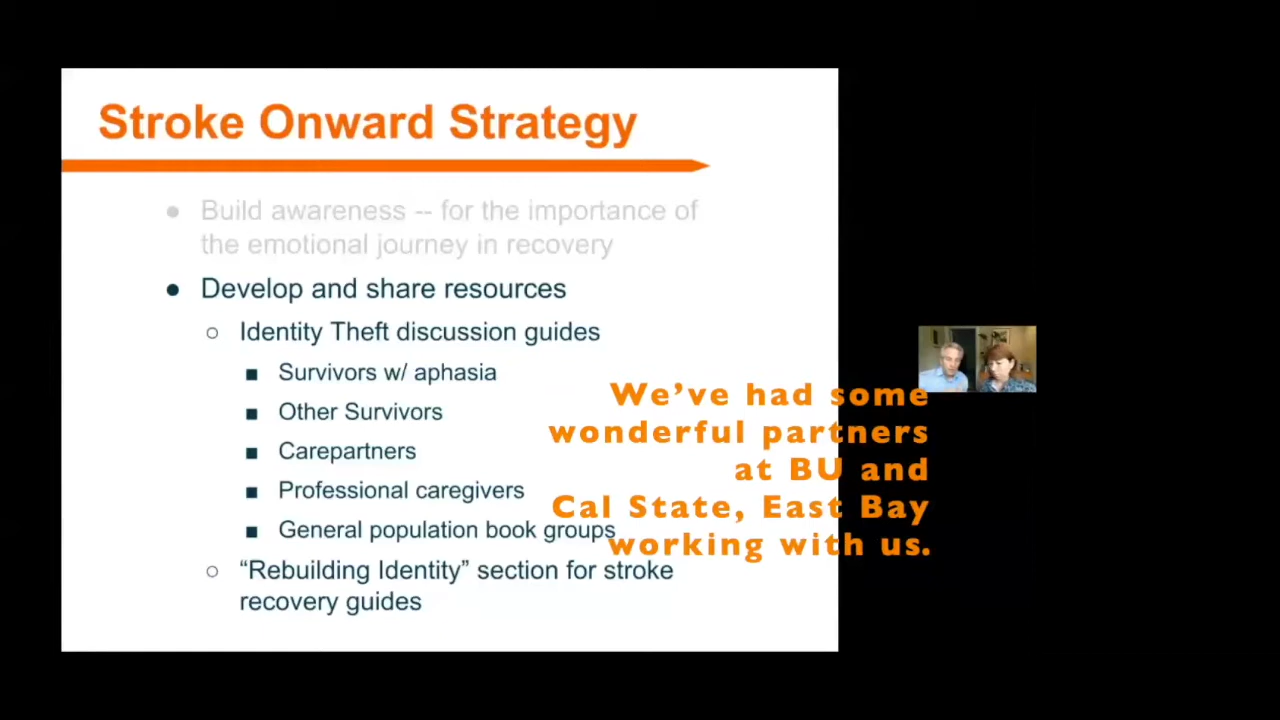 Stroke Onward Strategy
● Build awareness -- for the importance of
the emotional journey in recovery
● Develop and share resources
○ Identity Theft discussion guides
■ Survivors w/ aphasia
■ Other Survivors
■ Carepartners
■ Professional caregivers
■ General population book groups
○ “Rebuilding Identity” section for stroke
recovery guides
We’ve had some
wonderful partners
at BU and
Cal State, East Bay
working with us.